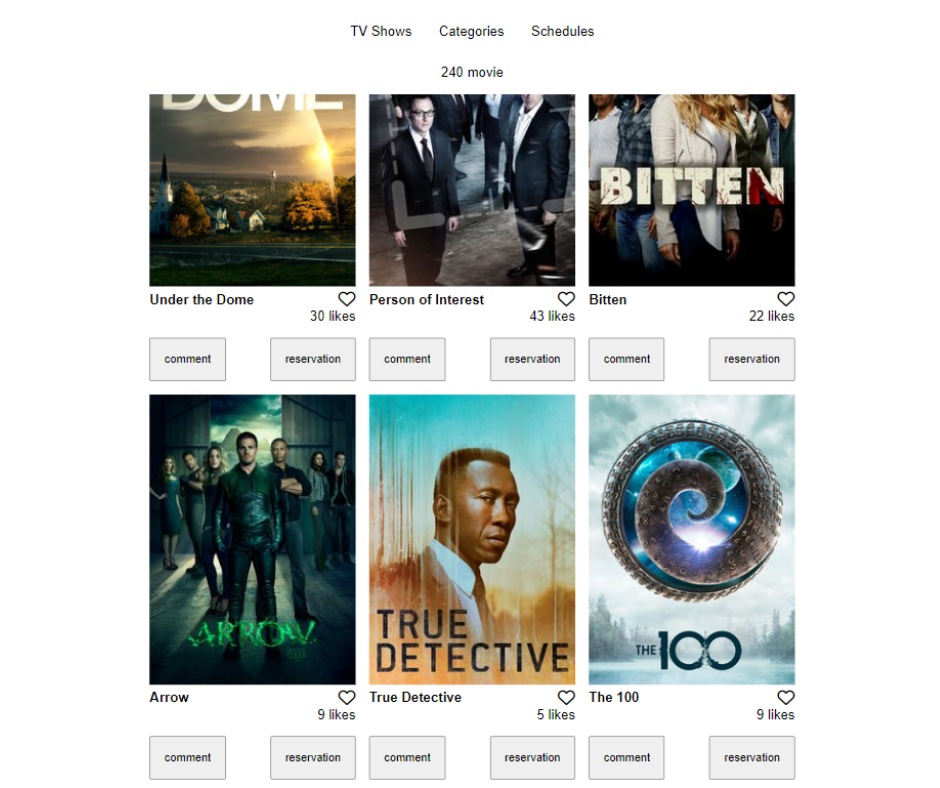 TV Shows Categories Schedules
240 movie
DOME
BITTEN
Under the Dome
30 likes
Person of Interest
43 likes
Bitten
22 likes
comment reservation
comment reservation
comment reservation
ARROW
TRUE
DETECTIVE
THE 100
Arrow
9 likes
True Detective
5 likes
The 100
9 likes
comment reservation
comment reservation
comment reservation